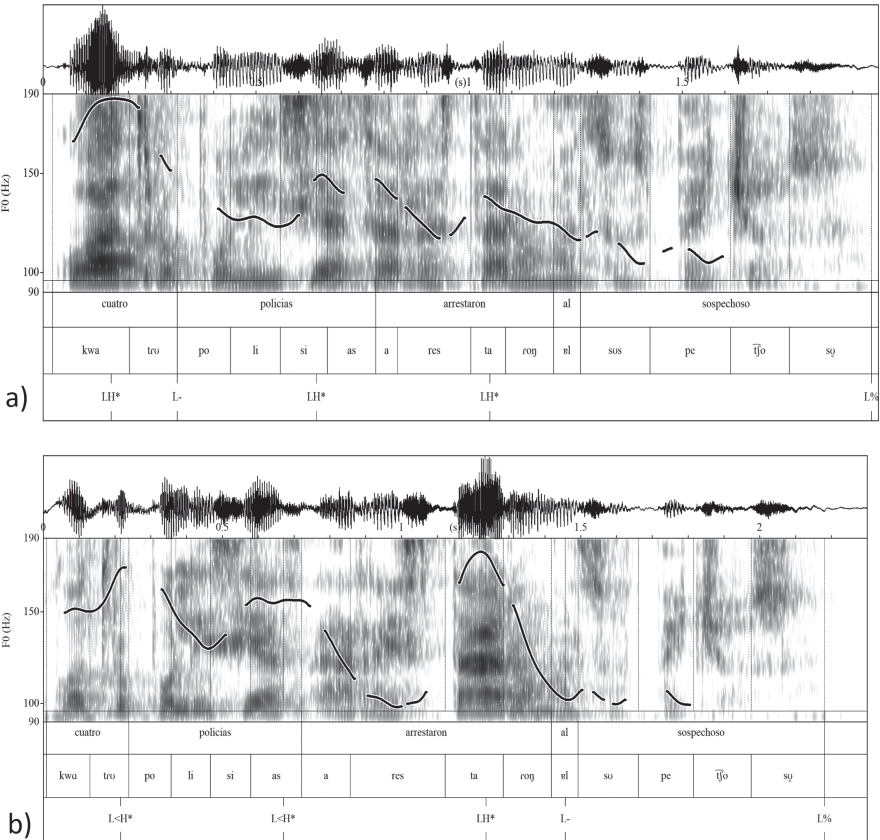 0 0.5 (s)1 1.5
190
150
F0 (Hz)
100
90
cuatro policias arrestaron al sospechoso
kwa tɾʊ po li si as a res ta ɾoŋ ɐl sʊs pe t͡ʃo sʊ̥
a)
LH* L- LH* LH* L%
0 0.5 1 (s) 1.5 2
190
150
F0 (Hz)
100
90
cuatro policias arrestaron al sospechoso
kwɑ tɾʊ po li si as a res ta ɾoŋ ɐl sʊ pe t͡ʃo sʊ̥
b)
L<H* L<H* LH* L- L%